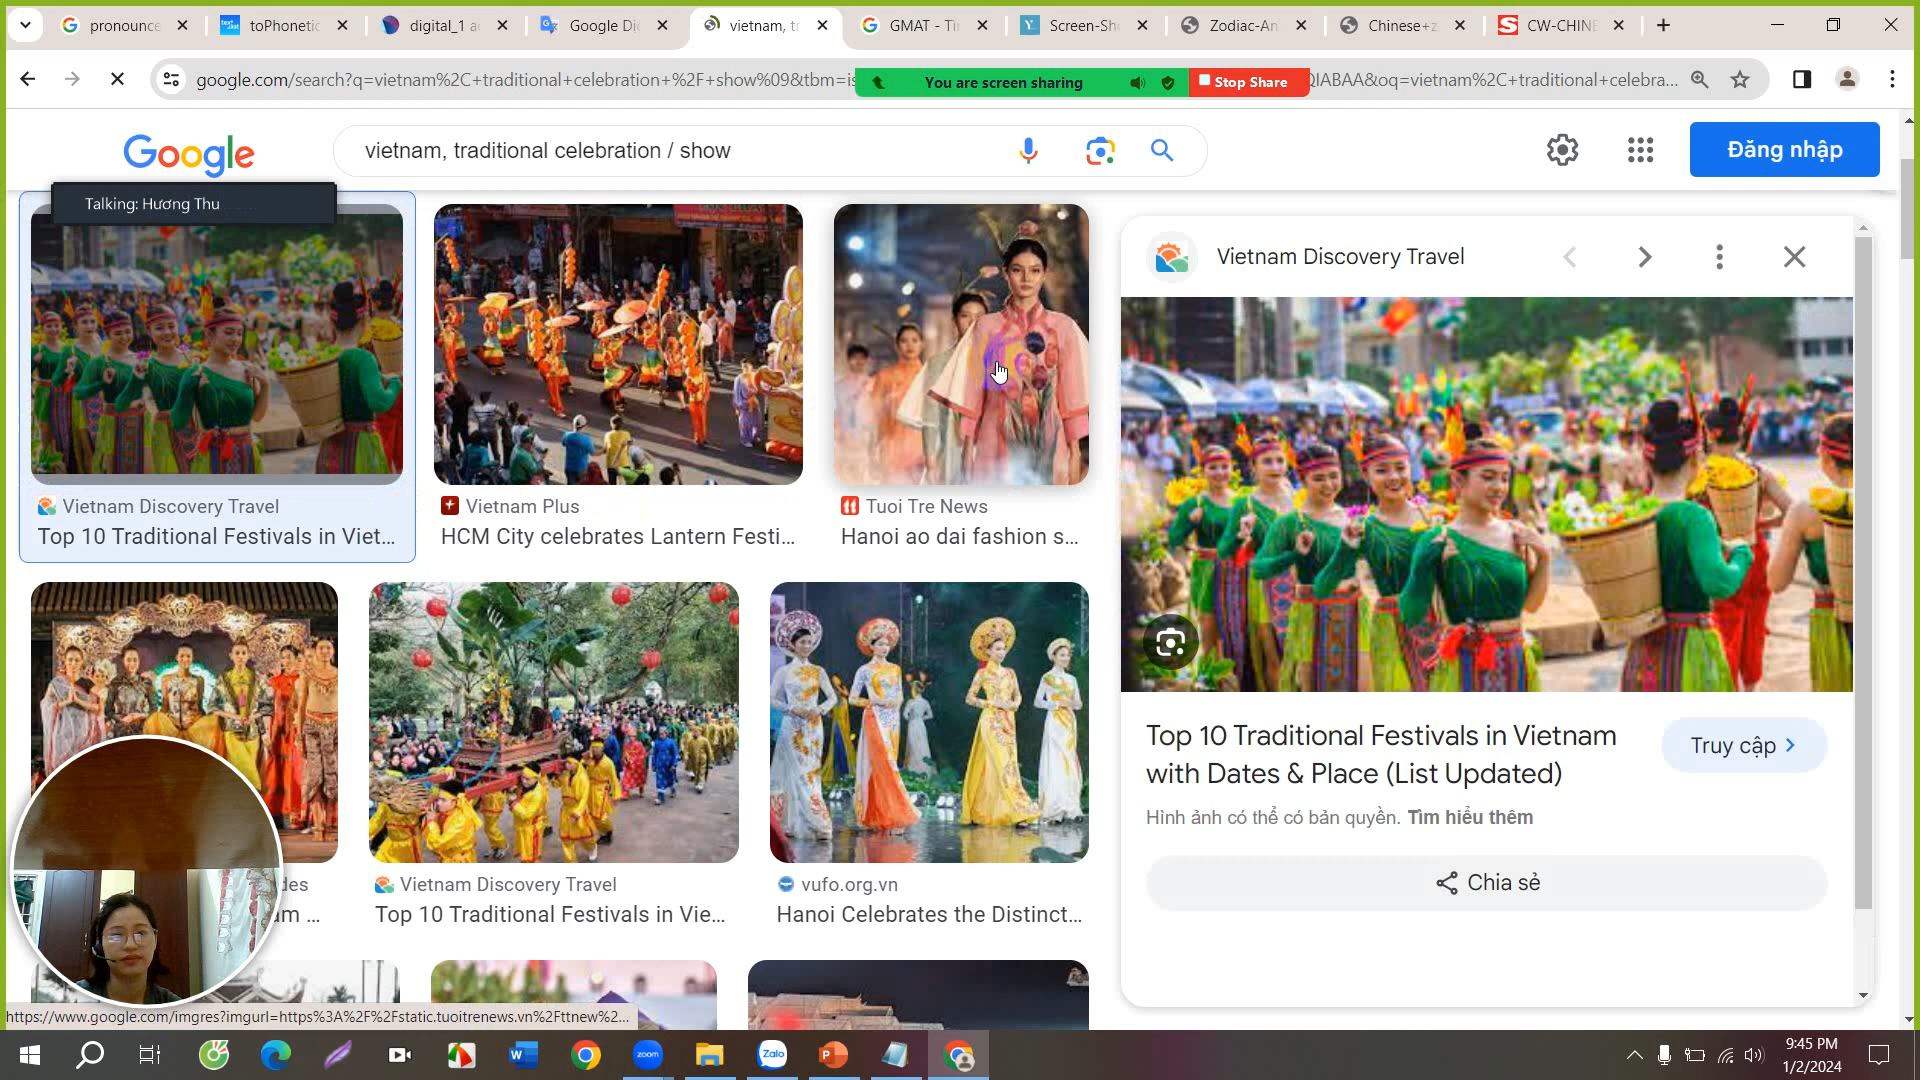 pronounce
toPhonetic
digital_1 a
Google Dị
vietnam, tr
GMAT - Tì
Screen-Sh
Zodiac-An
Chinese+z
CW-CHINE
google.com/search?q=vietnam%2C+traditional+celebration+%2F+show%09&tbm=is
You are screen sharing
Stop Share
QIABAA&oq=vietnam%2C+traditional+celebra...
Google
vietnam, traditional celebration / show
Đăng nhập
Talking: Hương Thu
Vietnam Discovery Travel
Top 10 Traditional Festivals in Viet...
Vietnam Plus
HCM City celebrates Lantern Festi...
Tuoi Tre News
Hanoi ao dai fashion s...
des
am ...
Vietnam Discovery Travel
Top 10 Traditional Festivals in Vie...
vufo.org.vn
Hanoi Celebrates the Distinct...
Vietnam Discovery Travel
Top 10 Traditional Festivals in Vietnam
with Dates & Place (List Updated)
Truy cập
Hình ảnh có thể có bản quyền. Tìm hiểu thêm
Chia sẻ
https://www.google.com/imgres?imgurl=https%3A%2F%2Fstatic.tuoitrenews.vn%2Fttnew%2...
zoom
Zalo
9:45 PM
1/2/2024